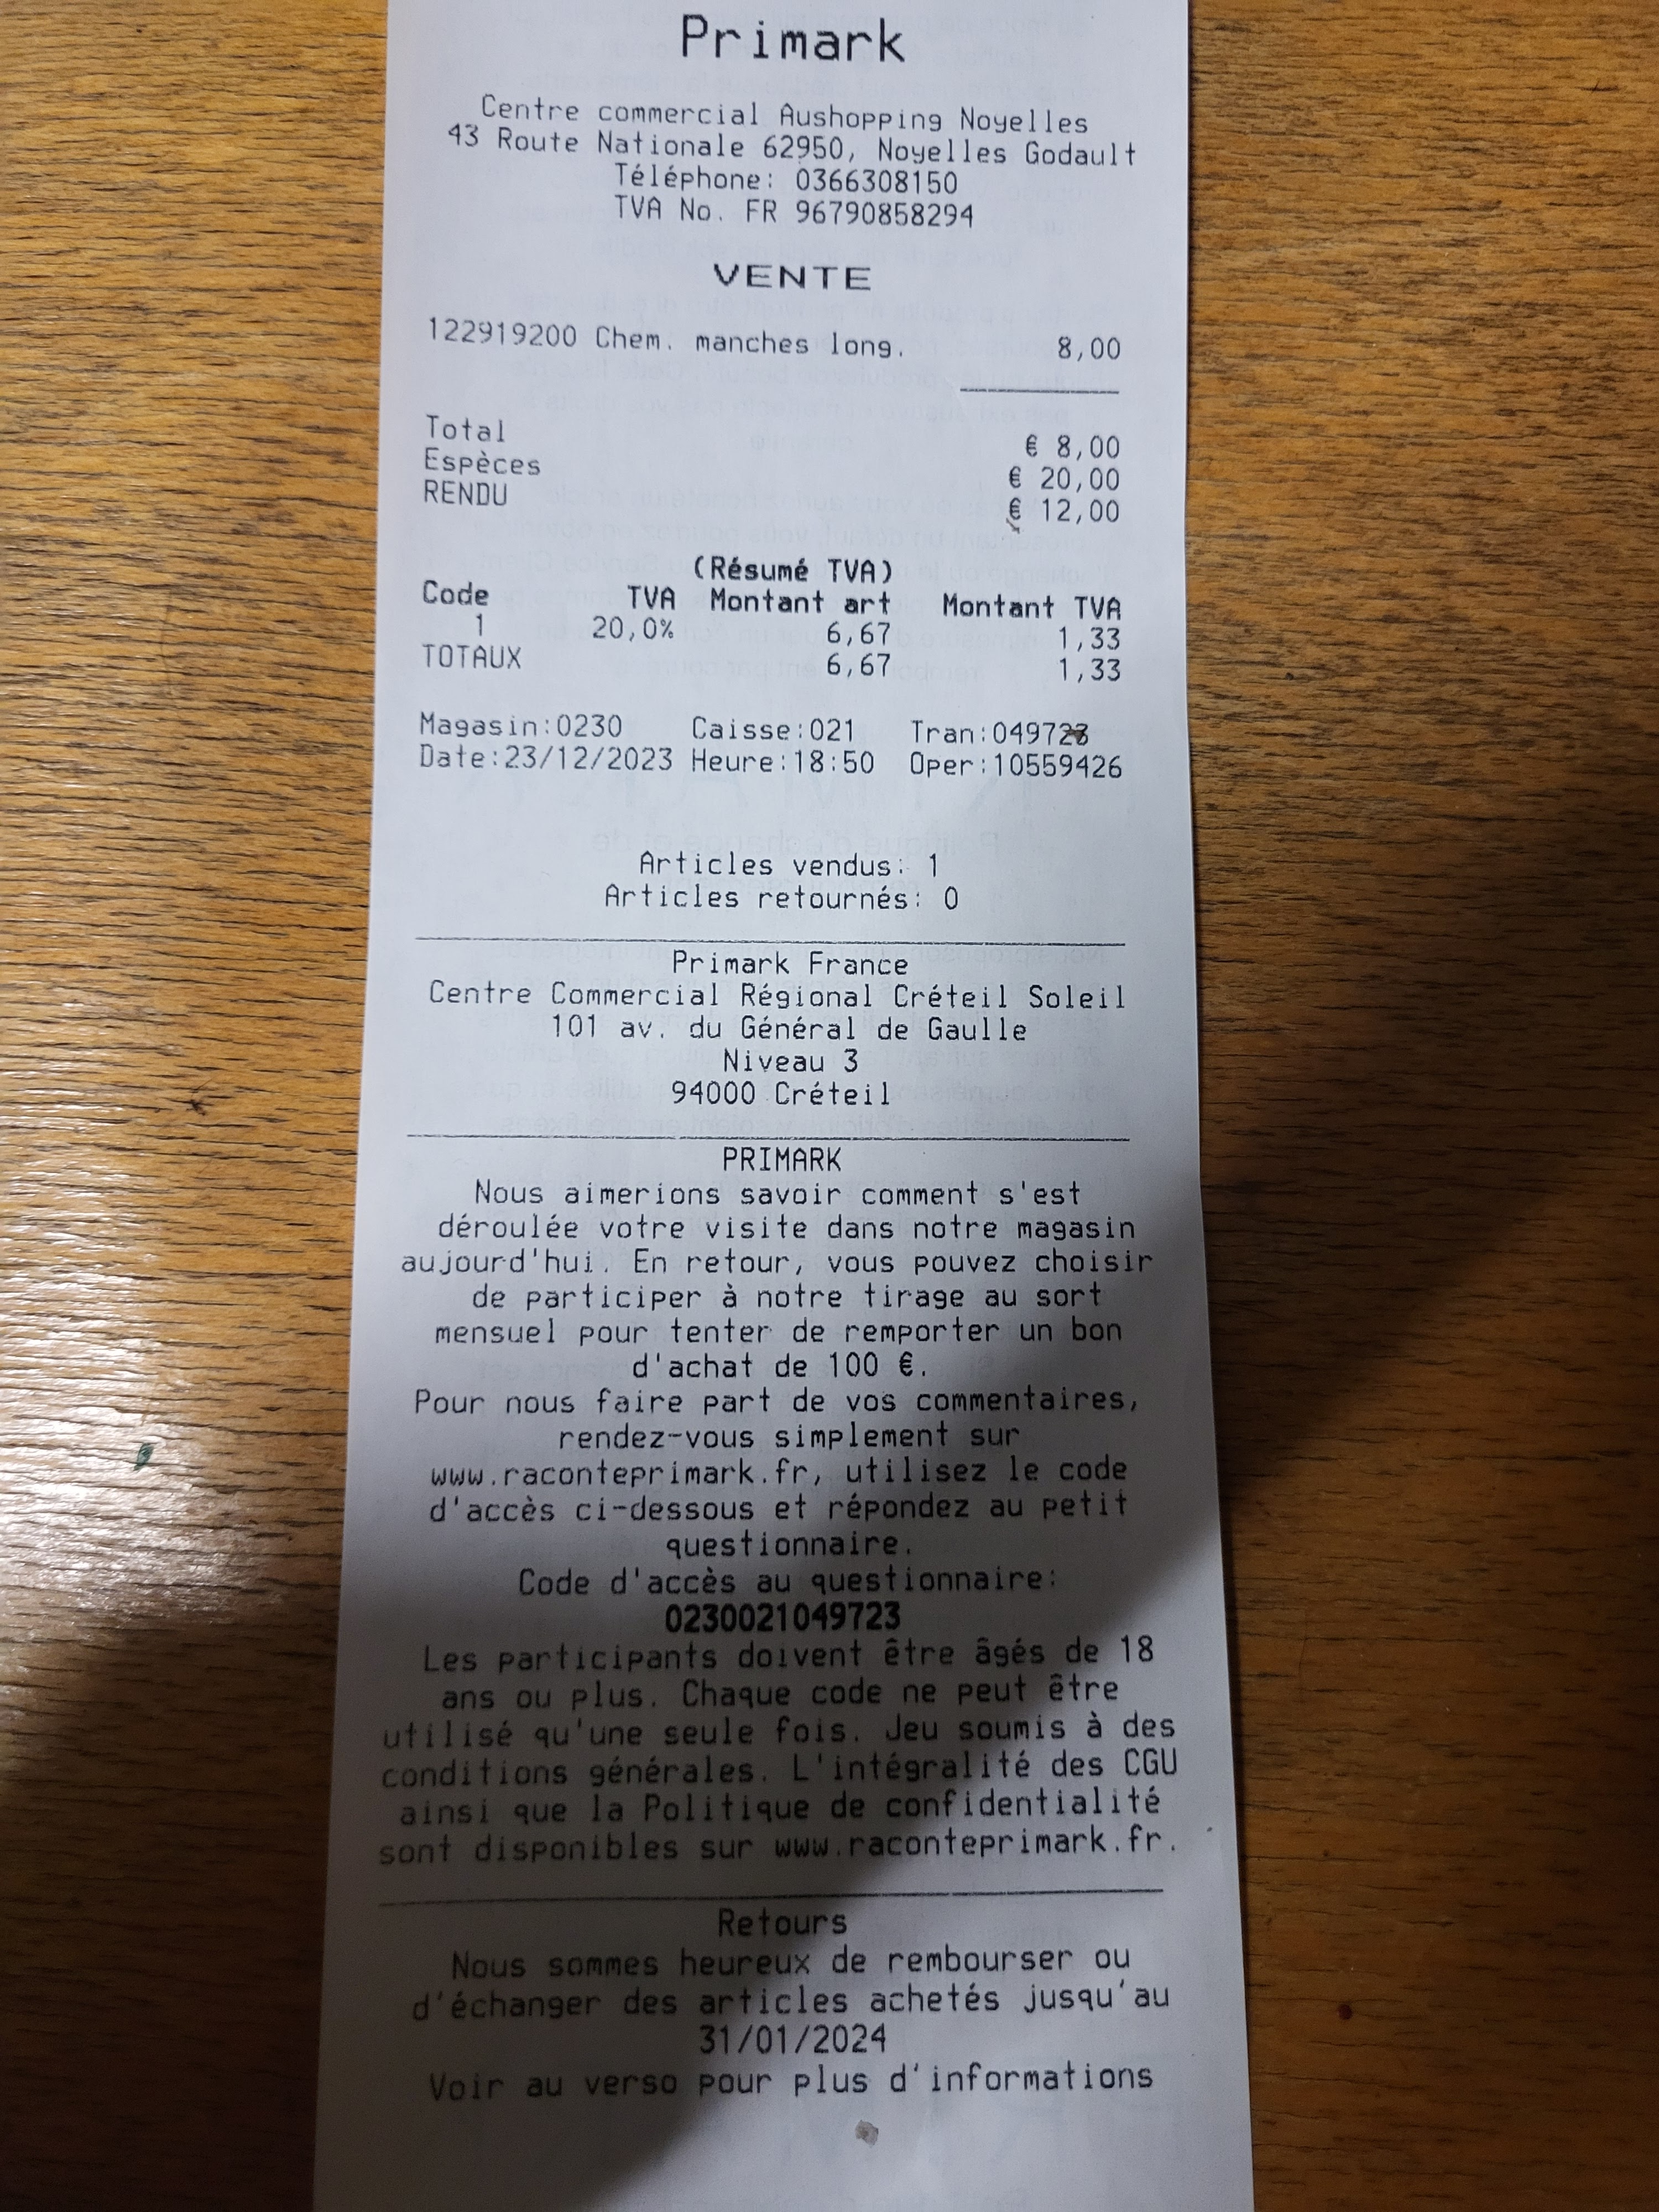 Primark
Centre commercial Aushopping Noyelles
43 Route Nationale 62950, Noyelles Godault
Téléphone: 0366308150
TVA No. FR 96790858294
VENTE
122919200 Chem. manches long. 8,00
Total € 8,00
Espèces € 20,00
RENDU € 12,00
(Résumé TVA)
Code TVA Montant art Montant TVA
1 20,0% 6,67 1,33
TOTAUX 6,67 1,33
Magasin:0230 Caisse:021 Tran:049723
Date:23/12/2023 Heure:18:50 Oper:10559426
Articles vendus: 1
Articles retournés: 0
Primark France
Centre Commercial Régional Créteil Soleil
101 av. du Général de Gaulle
Niveau 3
94000 Créteil
PRIMARK
Nous aimerions savoir comment s'est
déroulée votre visite dans notre magasin
aujourd'hui. En retour, vous pouvez choisir
de participer à notre tirage au sort
mensuel pour tenter de remporter un bon
d'achat de 100 €.
Pour nous faire part de vos commentaires,
rendez-vous simplement sur
www.raconteprimark.fr, utilisez le code
d'accès ci-dessous et répondez au petit
questionnaire.
Code d'accès au questionnaire:
0230021049723
Les participants doivent être âgés de 18
ans ou plus. Chaque code ne peut être
utilisé qu'une seule fois. Jeu soumis à des
conditions générales. L'intégralité des CGU
ainsi que la Politique de confidentialité
sont disponibles sur www.raconteprimark.fr.
Retours
Nous sommes heureux de rembourser ou
d'échanger des articles achetés jusqu'au
31/01/2024
Voir au verso pour plus d'informations